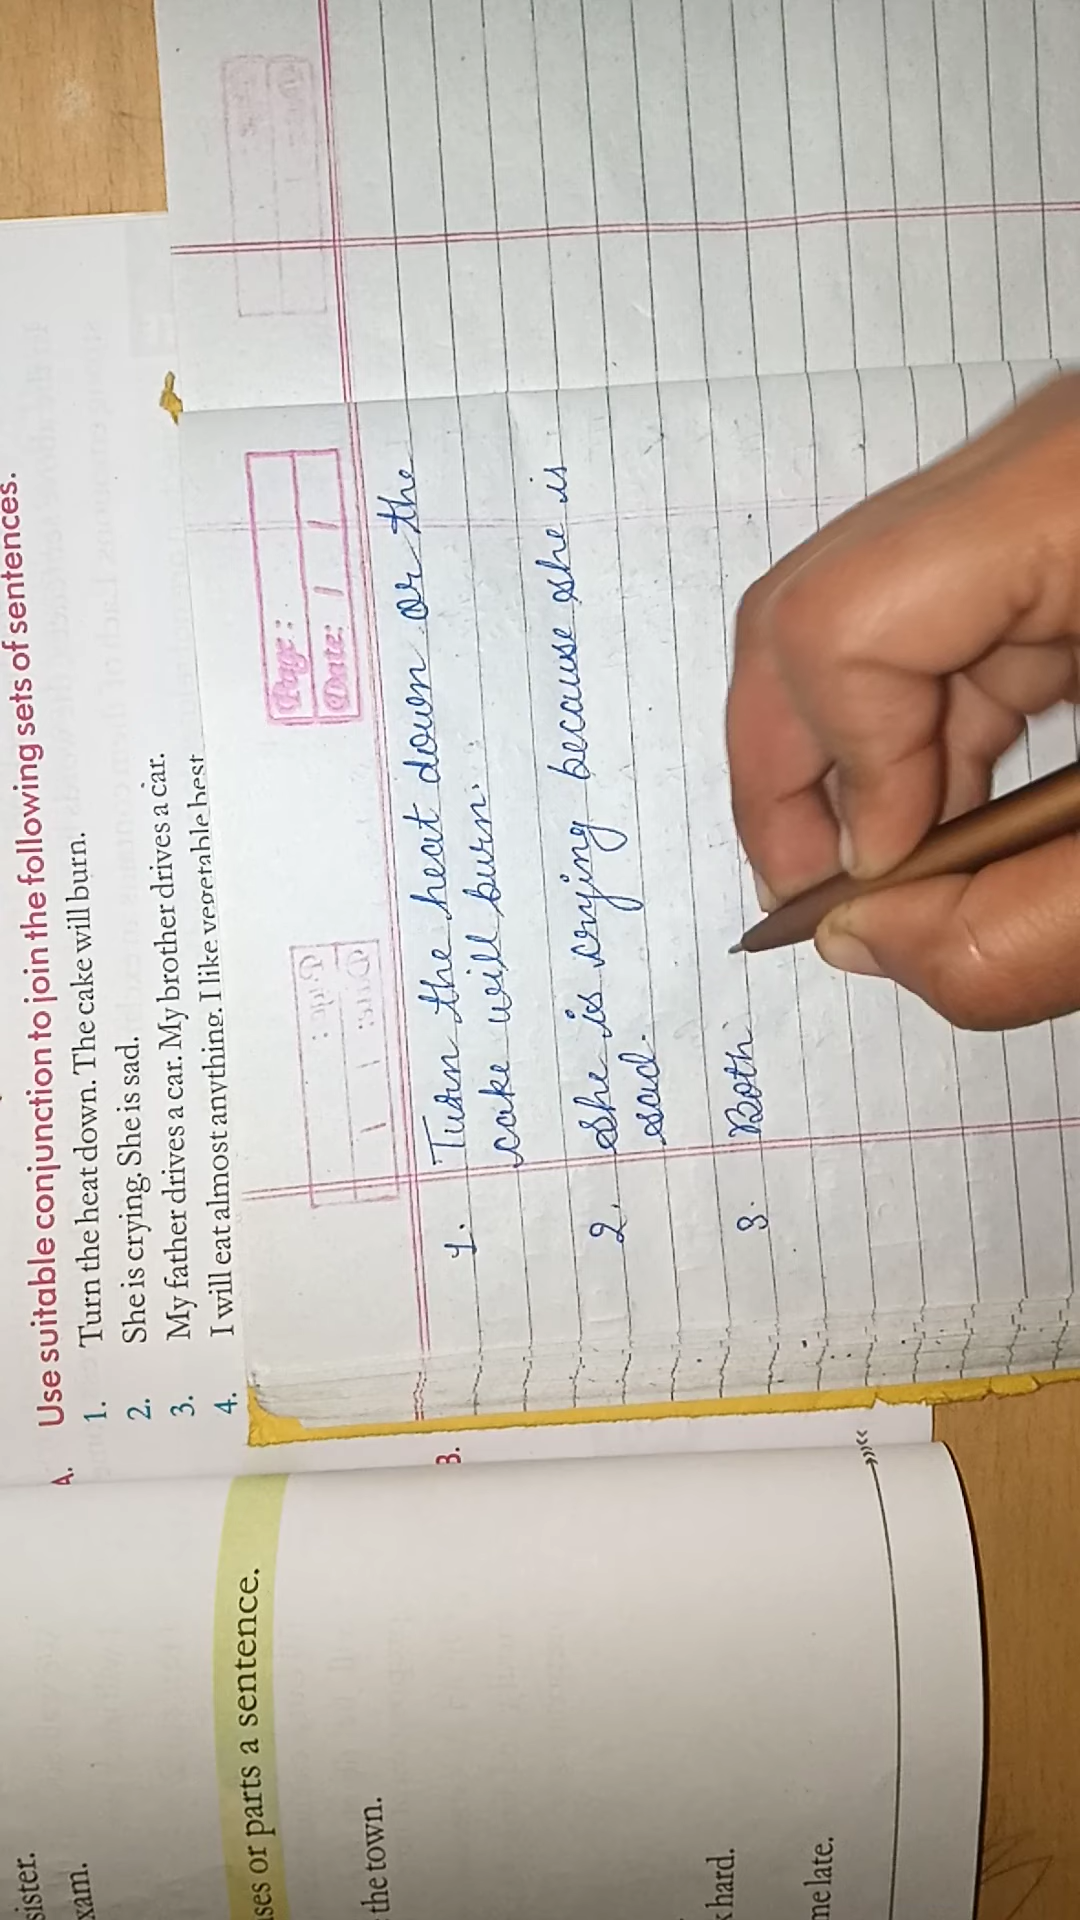 A. Use suitable conjunction to join the following sets of sentences.
1. Turn the heat down. The cake will burn.
2. She is crying. She is sad.
3. My father drives a car. My brother drives a car.
4. I will eat almost anything. I like vegetable best
B.
Page:
Date: / /
1. Turn the heat down or the
cake will burn.
2. She is crying because she is
sad.
3. Both
sister.
xam.
ses or parts a sentence.
the town.
hard.
me late.